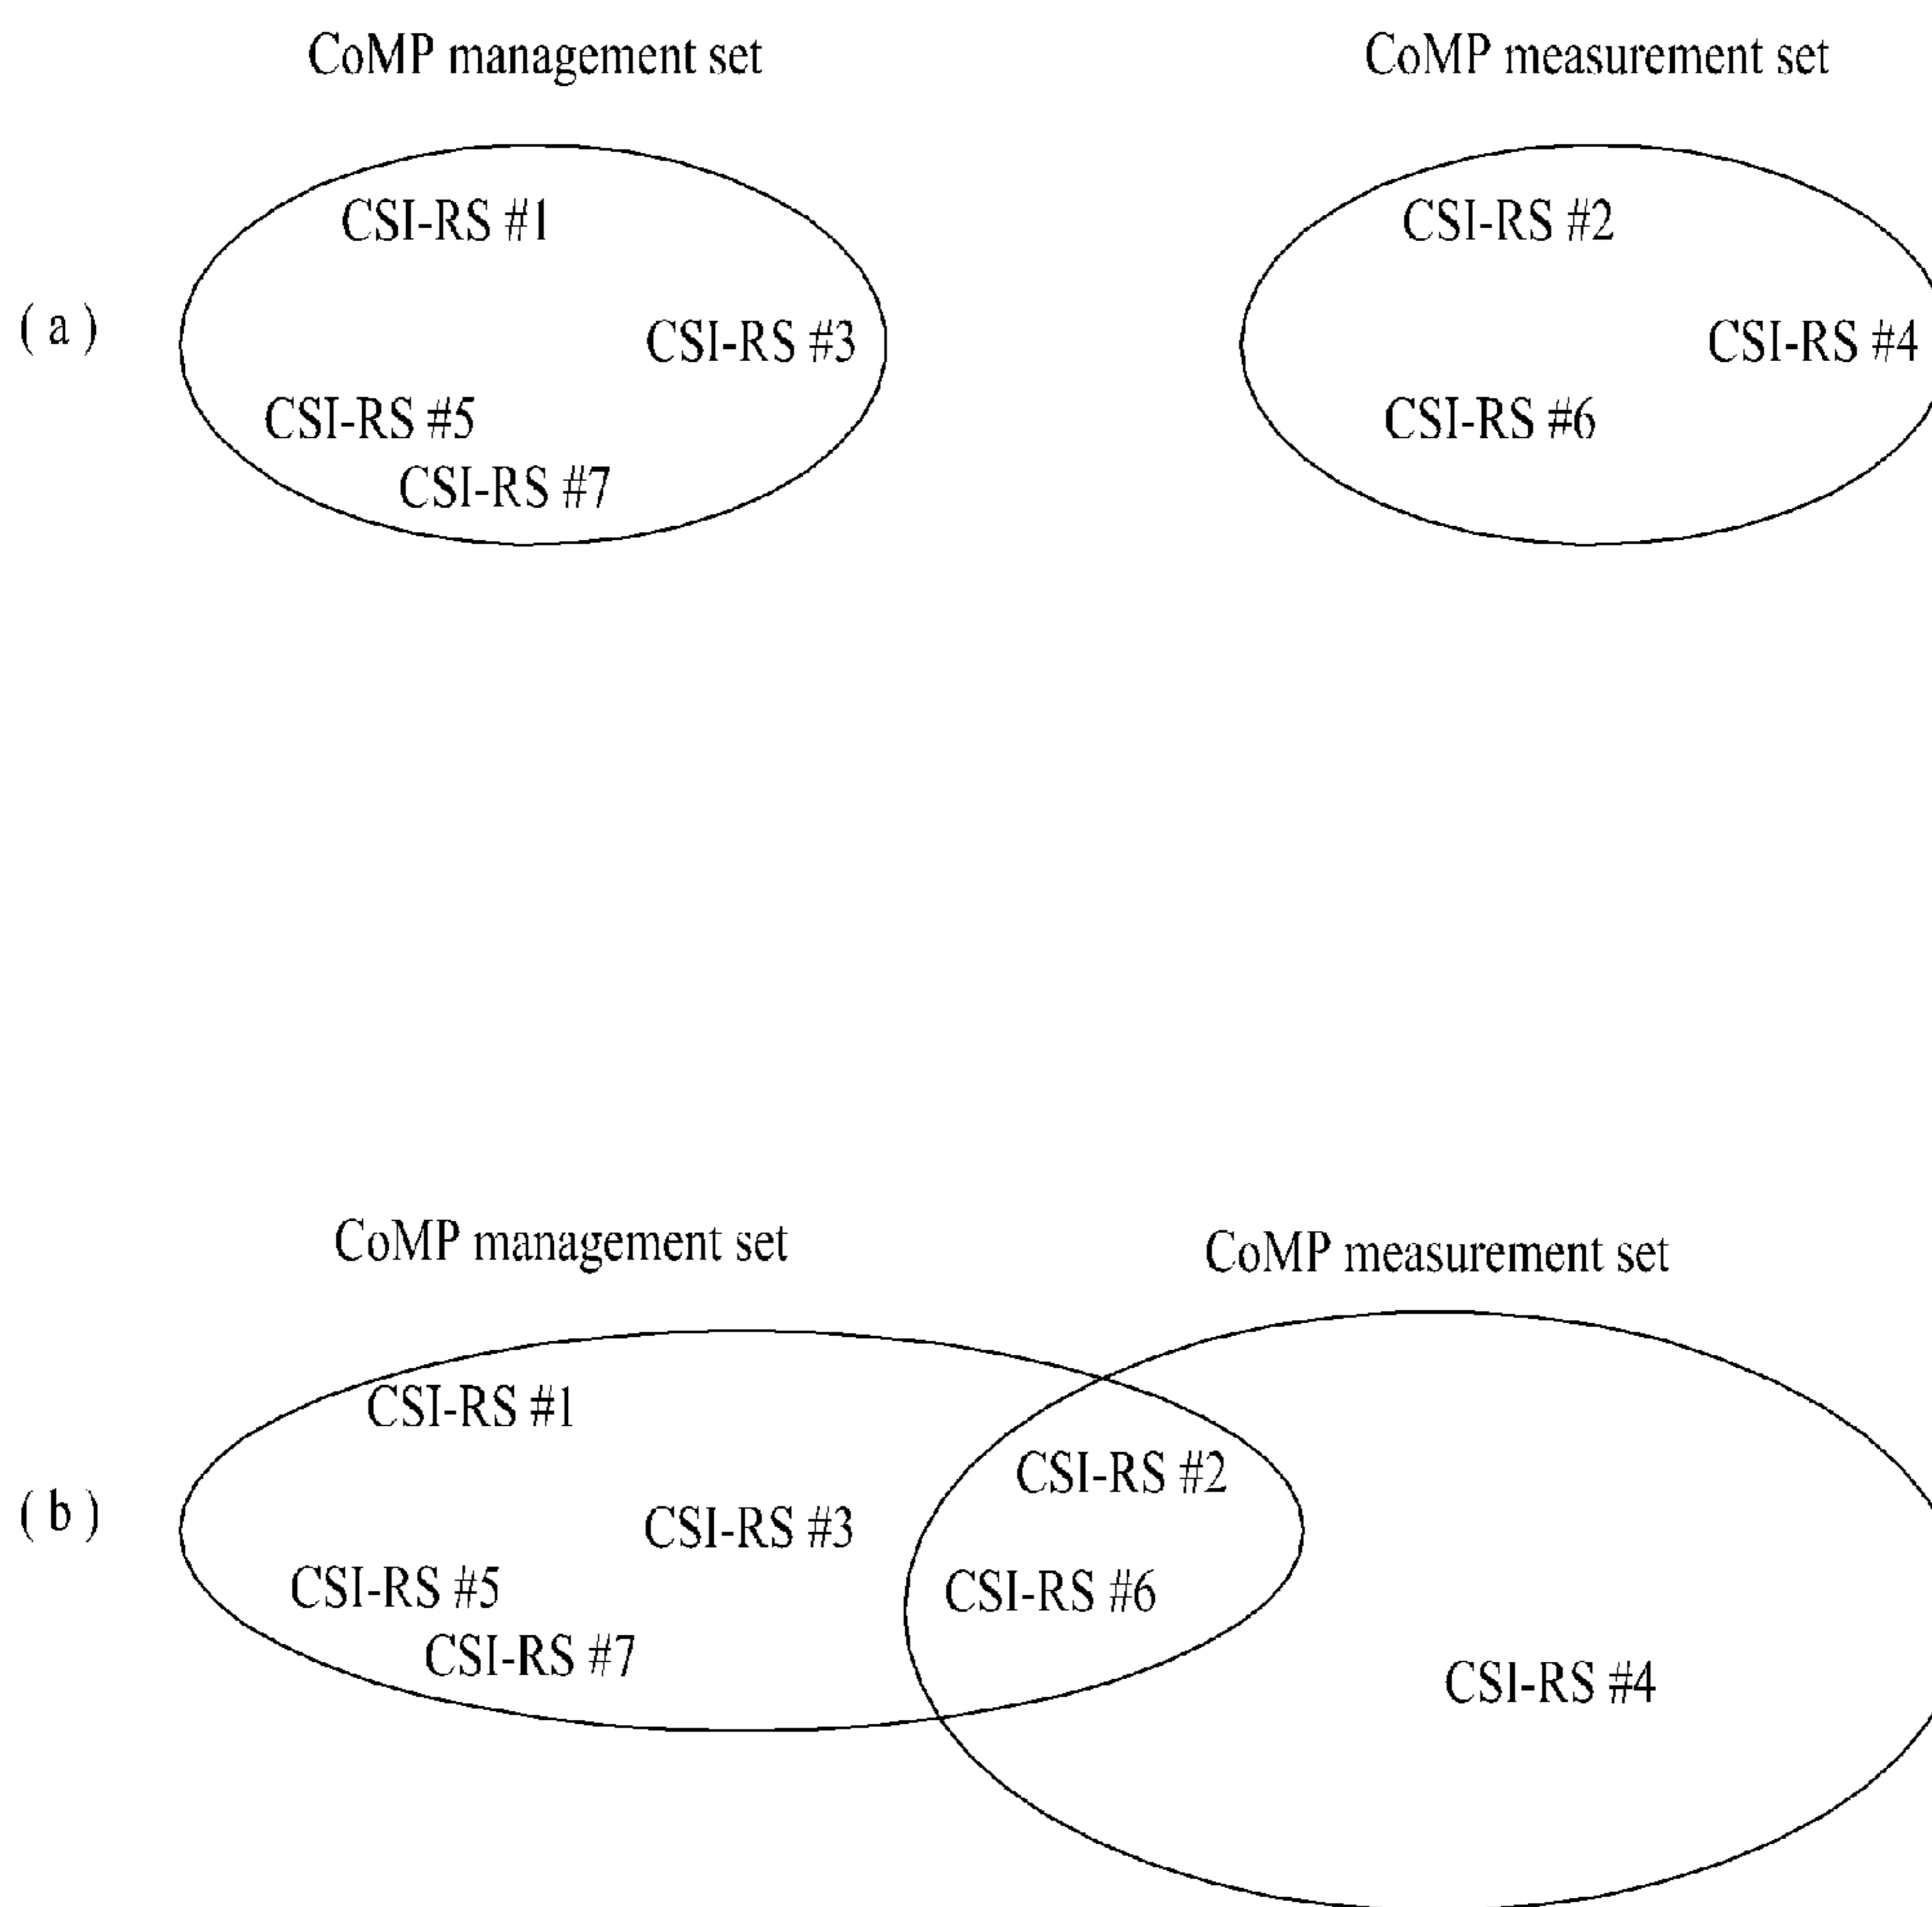 CoMP management set
CoMP measurement set
CSI-RS #1
CSI-RS #2
( a )
CSI-RS #3
CSI-RS #4
CSI-RS #5
CSI-RS #6
CSI-RS #7
CoMP management set
CoMP measurement set
CSI-RS #1
CSI-RS #2
( b )
CSI-RS #3
CSI-RS #5
CSI-RS #6
CSI-RS #7
CSI-RS #4